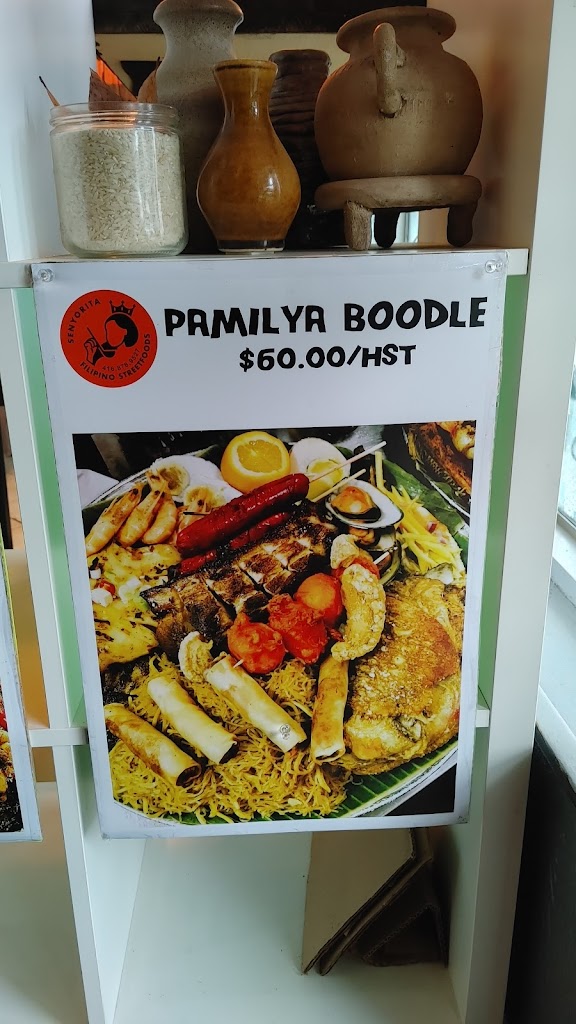 PAMILYA BOODLE
$60.00/HST
SENYORITA
FILIPINO STREETFOODS